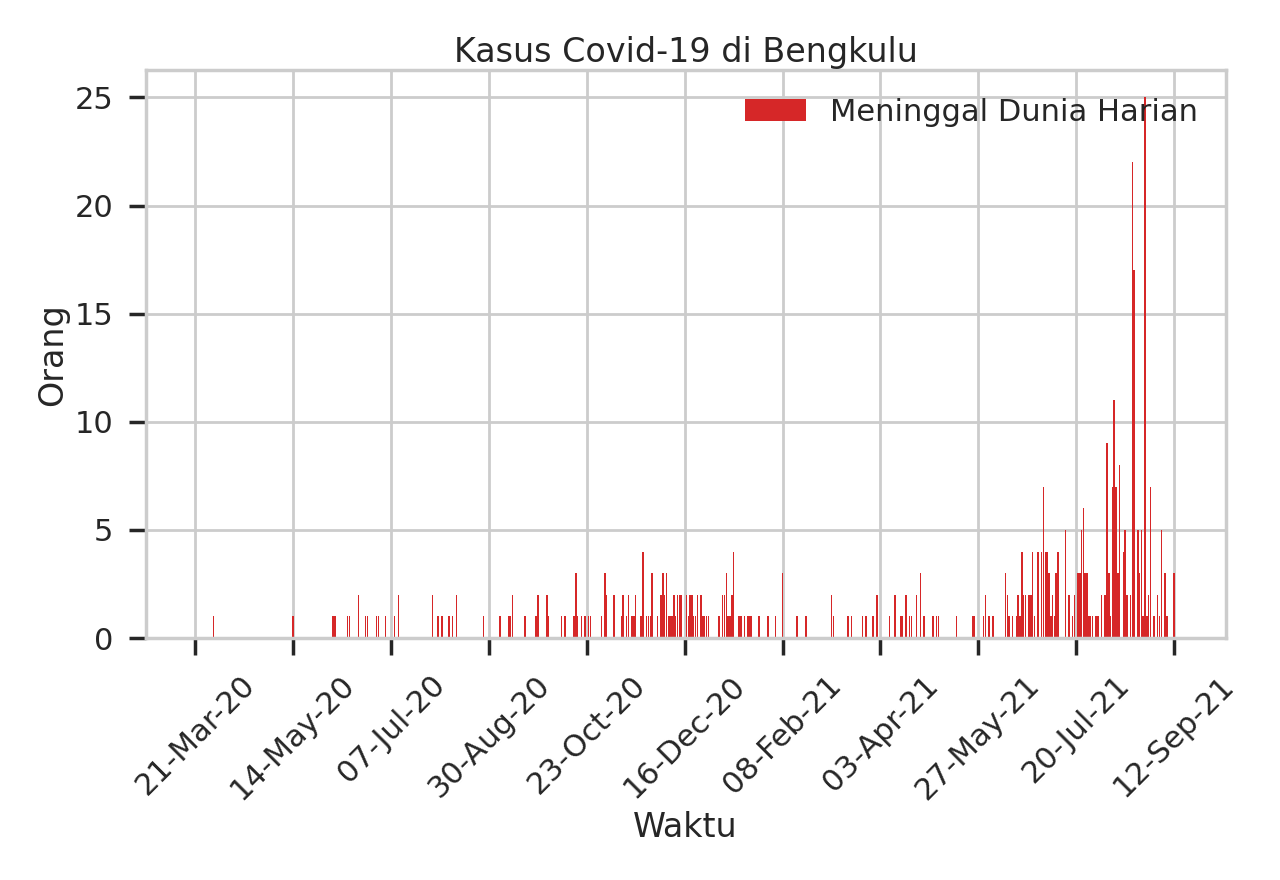 Kasus Covid-19 di Bengkulu
Meninggal Dunia Harian
Orang
25
20
15
10
5
0
21-Mar-20
14-May-20
07-Jul-20
30-Aug-20
23-Oct-20
16-Dec-20
08-Feb-21
03-Apr-21
27-May-21
20-Jul-21
12-Sep-21
Waktu